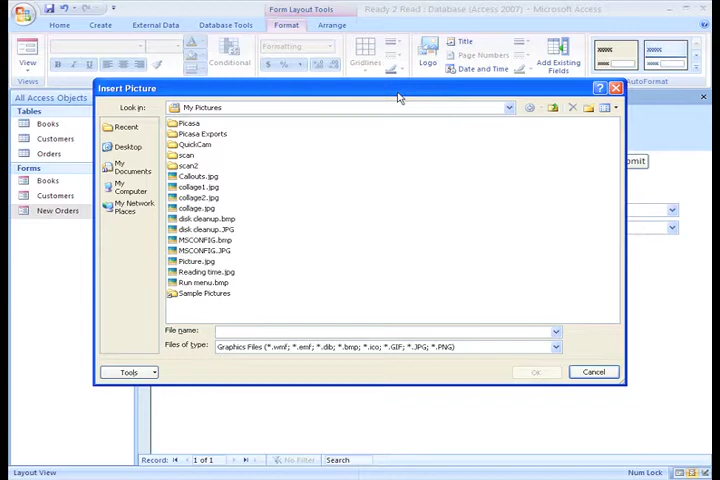 Form Layout Tools
Ready 2 Read : Database (Access 2007) - Microsoft Access
Home
Create
External Data
Database Tools
Format
Arrange
View
Views
Conditional
Formatting
Gridlines
Logo
Title
Page Numbers
Date and Time
Add Existing
Fields
AutoFormat
All Access Objects
Tables
Books
Customers
Orders
Forms
Books
Customers
New Orders
Insert Picture
Look in:
My Pictures
Recent
Desktop
My
Documents
My
Computer
My Network
Places
Picasa
Picasa Exports
QuickCam
scan
scan2
Callouts.jpg
collage1.jpg
collage2.jpg
collage.jpg
disk cleanup.bmp
disk cleanup.JPG
MSCONFIG.bmp
MSCONFIG.JPG
Picture.jpg
Reading time.jpg
Run menu.bmp
Sample Pictures
File name:
Files of type:
Graphics Files (*.wmf; *.emf; *.dib; *.bmp; *.ico; *.GIF; *.JPG; *.PNG)
Tools
OK
Cancel
omit
Record:
1 of 1
No Filter
Search
Layout View
Num Lock